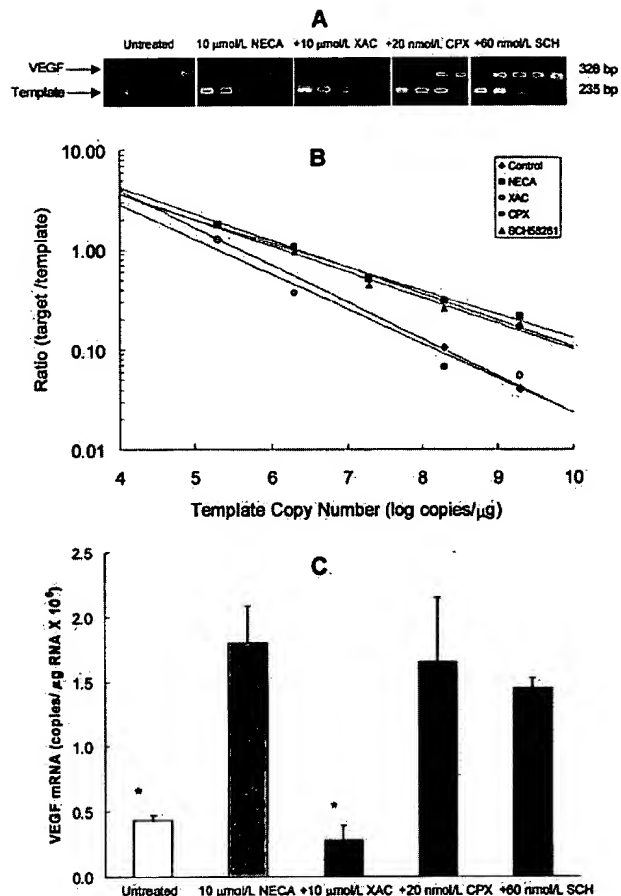 A
Untreated 10 μmol/L NECA +10 μmol/L XAC +20 nmol/L CPX +60 nmol/L SCH
VEGF 328 bp
Template 235 bp
B
10.00
1.00
0.10
0.01
Ratio (target /template)
Control
NECA
XAC
CPX
SCH58261
4 5 6 7 8 9 10
Template Copy Number (log copies/μg)
C
2.5
2.0
1.5
1.0
0.5
0.0
VEGF mRNA (copies/ μg RNA X 10⁶)
* *
Untreated 10 μmol/L NECA +10 μmol/L XAC +20 nmol/L CPX +60 nmol/L SCH